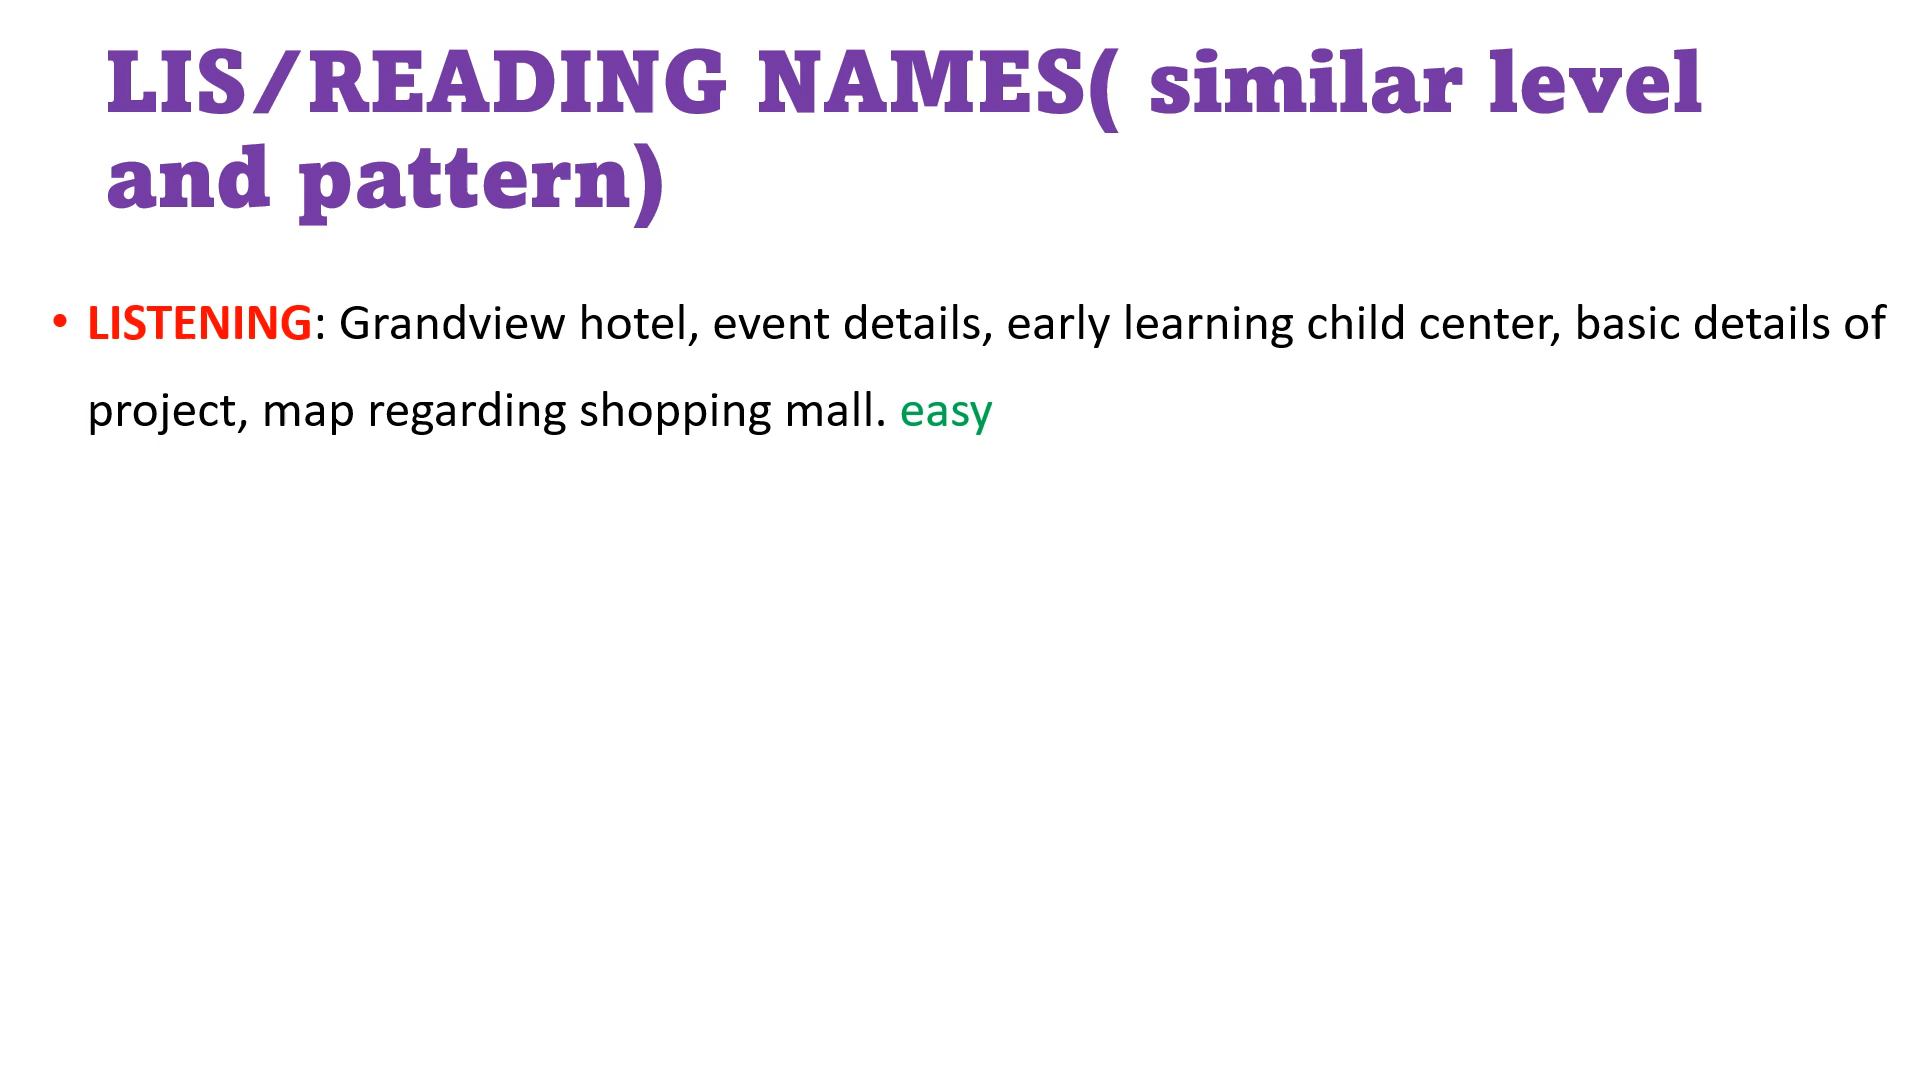 LIS/READING NAMES( similar level
and pattern)
• LISTENING: Grandview hotel, event details, early learning child center, basic details of
project, map regarding shopping mall. easy